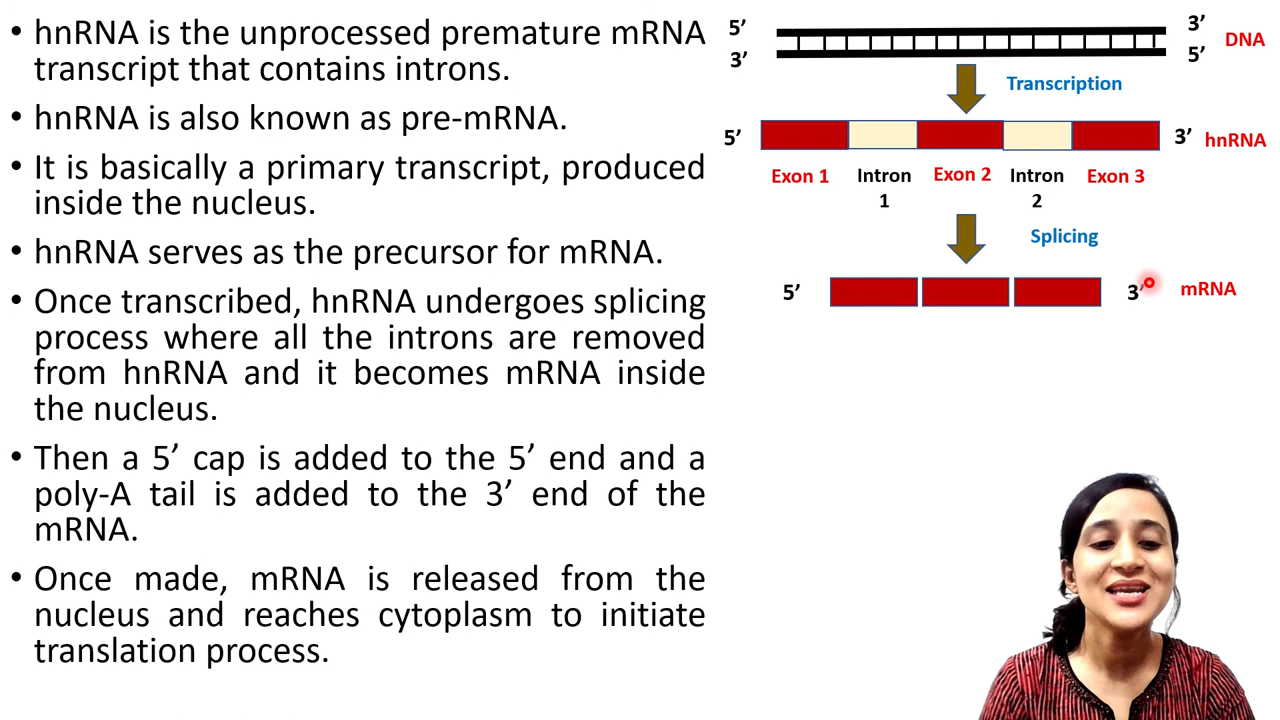 • hnRNA is the unprocessed premature mRNA
transcript that contains introns.
• hnRNA is also known as pre-mRNA.
• It is basically a primary transcript, produced
inside the nucleus.
• hnRNA serves as the precursor for mRNA.
• Once transcribed, hnRNA undergoes splicing
process where all the introns are removed
from hnRNA and it becomes mRNA inside
the nucleus.
• Then a 5’ cap is added to the 5’ end and a
poly-A tail is added to the 3’ end of the
mRNA.
• Once made, mRNA is released from the
nucleus and reaches cytoplasm to initiate
translation process.
5’ 3’
3’ 5’
DNA
Transcription
5’ 3’ hnRNA
Exon 1 Intron 1 Exon 2 Intron 2 Exon 3
Splicing
5’ 3’ mRNA